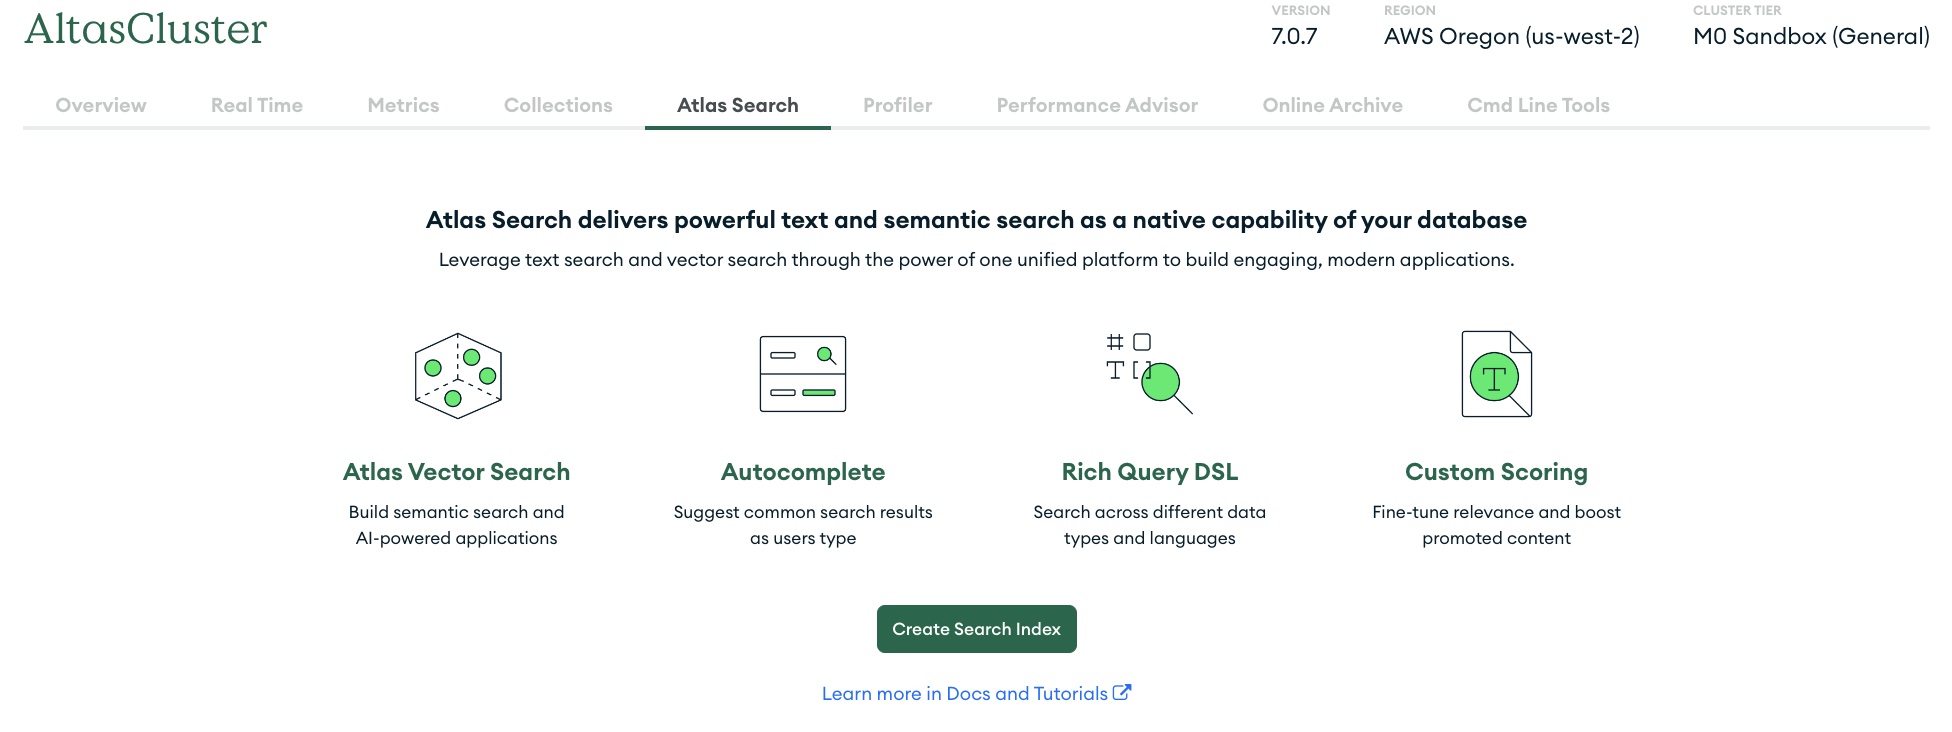 AltasCluster
VERSION
7.0.7
REGION
AWS Oregon (us-west-2)
CLUSTER TIER
M0 Sandbox (General)
Overview
Real Time
Metrics
Collections
Atlas Search
Profiler
Performance Advisor
Online Archive
Cmd Line Tools
Atlas Search delivers powerful text and semantic search as a native capability of your database
Leverage text search and vector search through the power of one unified platform to build engaging, modern applications.
Atlas Vector Search
Build semantic search and
AI-powered applications
Autocomplete
Suggest common search results
as users type
Rich Query DSL
Search across different data
types and languages
Custom Scoring
Fine-tune relevance and boost
promoted content
Create Search Index
Learn more in Docs and Tutorials